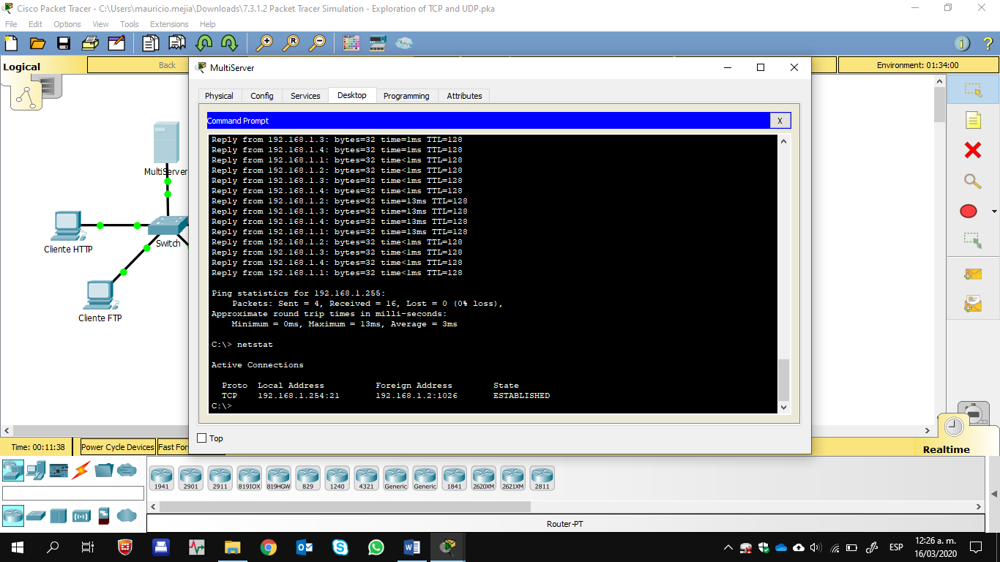 Cisco Packet Tracer - C:\Users\mauricio.mejia\Downloads\7.3.1.2 Packet Tracer Simulation - Exploration of TCP and UDP.pka
File Edit Options View Tools Extensions Help
Logical
Back
Environment: 01:34:00
MultiServer
Physical Config Services Desktop Programming Attributes
Command Prompt
X
Reply from 192.168.1.3: bytes=32 time=1ms TTL=128
Reply from 192.168.1.4: bytes=32 time=1ms TTL=128
Reply from 192.168.1.1: bytes=32 time<1ms TTL=128
Reply from 192.168.1.2: bytes=32 time<1ms TTL=128
Reply from 192.168.1.3: bytes=32 time<1ms TTL=128
Reply from 192.168.1.4: bytes=32 time<1ms TTL=128
Reply from 192.168.1.2: bytes=32 time=13ms TTL=128
Reply from 192.168.1.3: bytes=32 time=13ms TTL=128
Reply from 192.168.1.4: bytes=32 time=13ms TTL=128
Reply from 192.168.1.1: bytes=32 time=13ms TTL=128
Reply from 192.168.1.2: bytes=32 time<1ms TTL=128
Reply from 192.168.1.3: bytes=32 time<1ms TTL=128
Reply from 192.168.1.4: bytes=32 time<1ms TTL=128
Reply from 192.168.1.1: bytes=32 time<1ms TTL=128
Ping statistics for 192.168.1.255:
Packets: Sent = 4, Received = 16, Lost = 0 (0% loss),
Approximate round trip times in milli-seconds:
Minimum = 0ms, Maximum = 13ms, Average = 3ms
C:\> netstat
Active Connections
Proto Local Address Foreign Address State
TCP 192.168.1.254:21 192.168.1.2:1026 ESTABLISHED
C:\>
Top
MultiServer
Cliente HTTP
Switch
Cliente FTP
Time: 00:11:38
Power Cycle Devices
Fast For
Realtime
1941 2901 2911 819IOX 819HGW 829 1240 4321 Generic Generic 1841 2620XM 2621XM 2811
Router-PT
ESP
12:26 a. m.
16/03/2020